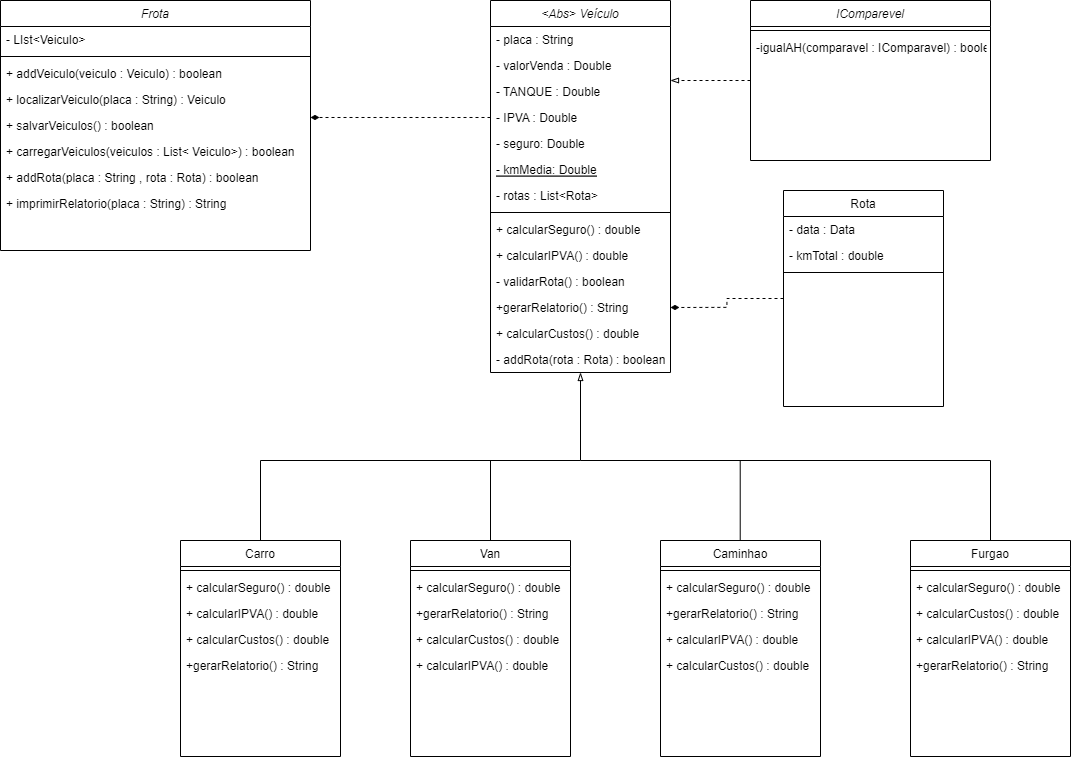 Frota
- LIst<Veiculo>
+ addVeiculo(veiculo : Veiculo) : boolean
+ localizarVeiculo(placa : String) : Veiculo
+ salvarVeiculos() : boolean
+ carregarVeiculos(veiculos : List< Veiculo>) : boolean
+ addRota(placa : String , rota : Rota) : boolean
+ imprimirRelatorio(placa : String) : String
<Abs> Veículo
- placa : String
- valorVenda : Double
- TANQUE : Double
- IPVA : Double
- seguro: Double
- kmMedia: Double
- rotas : List<Rota>
+ calcularSeguro() : double
+ calcularIPVA() : double
- validarRota() : boolean
+gerarRelatorio() : String
+ calcularCustos() : double
- addRota(rota : Rota) : boolean
IComparevel
-igualAH(comparavel : IComparavel) : boole
Rota
- data : Data
- kmTotal : double
Carro
+ calcularSeguro() : double
+ calcularIPVA() : double
+ calcularCustos() : double
+gerarRelatorio() : String
Van
+ calcularSeguro() : double
+gerarRelatorio() : String
+ calcularCustos() : double
+ calcularIPVA() : double
Caminhao
+ calcularSeguro() : double
+gerarRelatorio() : String
+ calcularIPVA() : double
+ calcularCustos() : double
Furgao
+ calcularSeguro() : double
+ calcularCustos() : double
+ calcularIPVA() : double
+gerarRelatorio() : String